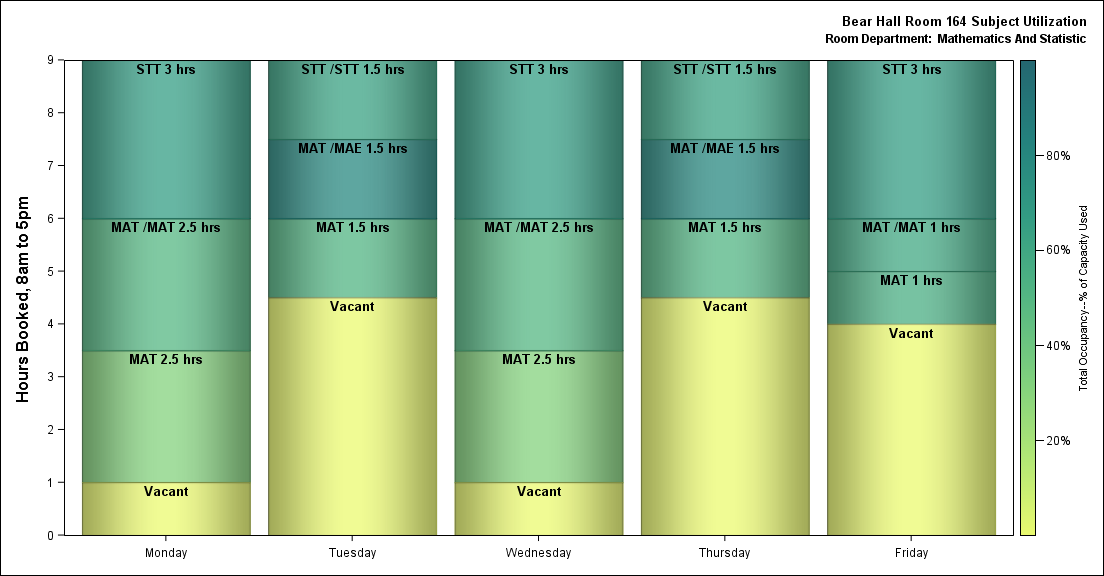 Bear Hall Room 164 Subject Utilization
Room Department: Mathematics And Statistic
Hours Booked, 8am to 5pm
9
8
7
6
5
4
3
2
1
0
STT 3 hrs
MAT /MAT 2.5 hrs
MAT 2.5 hrs
Vacant
STT /STT 1.5 hrs
MAT /MAE 1.5 hrs
MAT 1.5 hrs
Vacant
STT 3 hrs
MAT /MAT 2.5 hrs
MAT 2.5 hrs
Vacant
STT /STT 1.5 hrs
MAT /MAE 1.5 hrs
MAT 1.5 hrs
Vacant
STT 3 hrs
MAT /MAT 1 hrs
MAT 1 hrs
Vacant
Monday
Tuesday
Wednesday
Thursday
Friday
80%
60%
40%
20%
Total Occupancy--% of Capacity Used